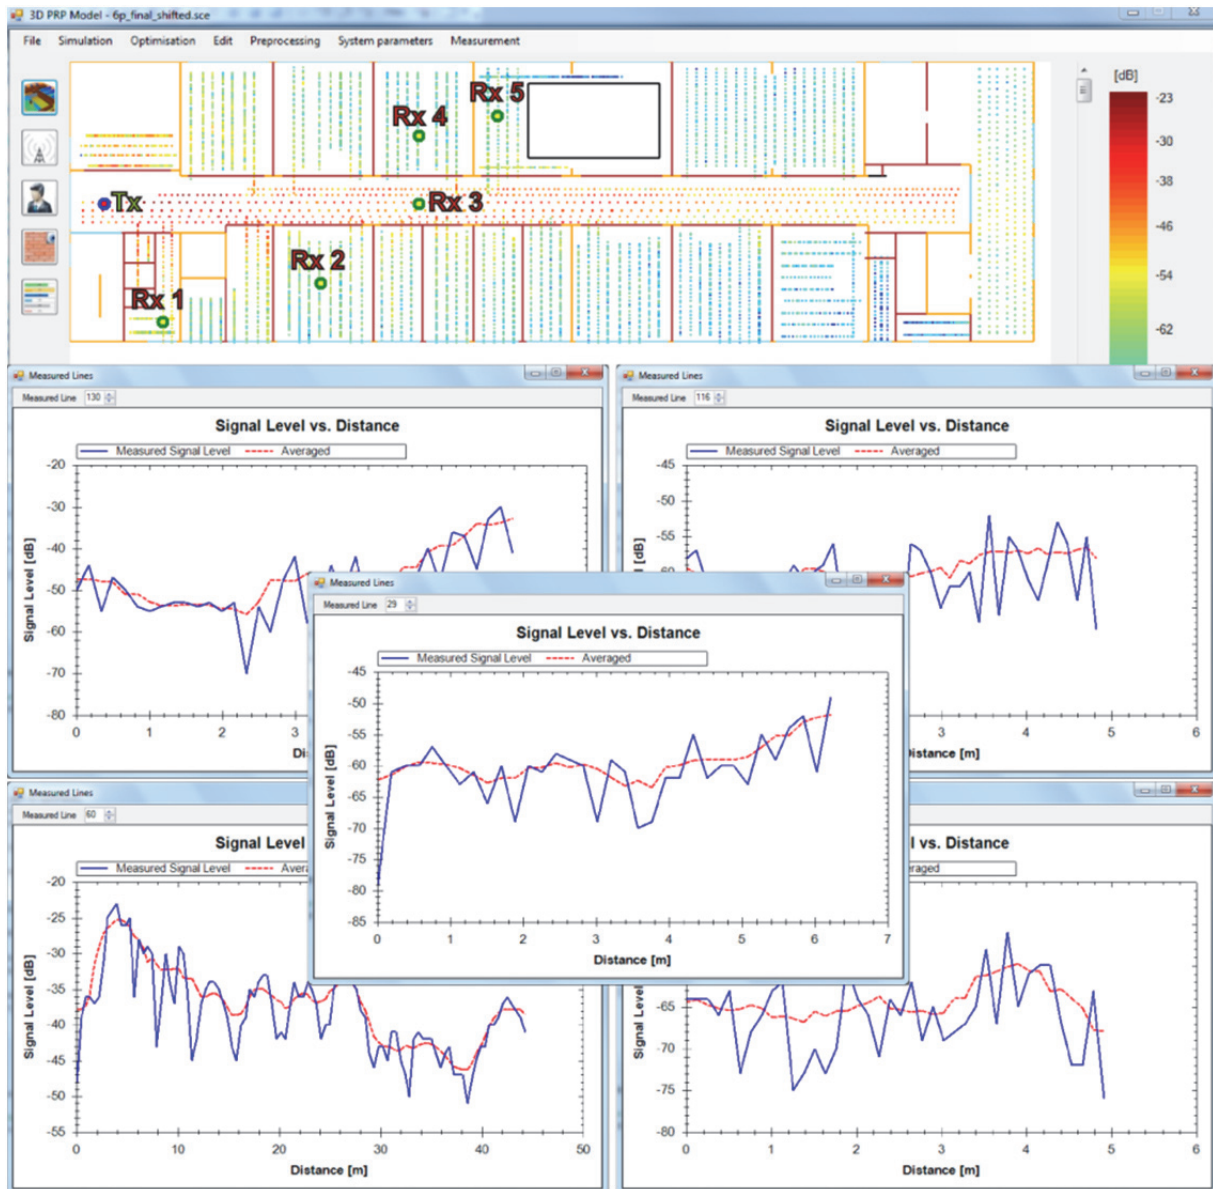 3D PRP Model - 6p_final_shifted.sce
File Simulation Optimisation Edit Preprocessing System parameters Measurement
[dB]
-23
-30
-38
-46
-54
-62
Rx 5
Rx 4
Tx
Rx 3
Rx 2
Rx 1
Measured Lines
Measured Line 130
Signal Level vs. Distance
Measured Signal Level Averaged
Signal Level [dB]
-20
-30
-40
-50
-60
-70
-80
0 1 2 3
Measured Lines
Measured Line 116
Signal Level vs. Distance
Measured Signal Level Averaged
-45
-50
-55
3 4 5 6
Distance [m]
Measured Lines
Measured Line 29
Signal Level vs. Distance
Measured Signal Level Averaged
Signal Level [dB]
-45
-50
-55
-60
-65
-70
-75
-80
-85
0 1 2 3 4 5 6 7
Distance [m]
Measured Lines
Measured Line 60
Signal Level
Measured Signal Level
Signal Level [dB]
-20
-25
-30
-35
-40
-45
-50
-55
0 10 20 30 40 50
Distance [m]
vs. Distance
Signal Level [dB]
-65
-70
-75
-80
0 1 2 3 4 5 6
Distance [m]